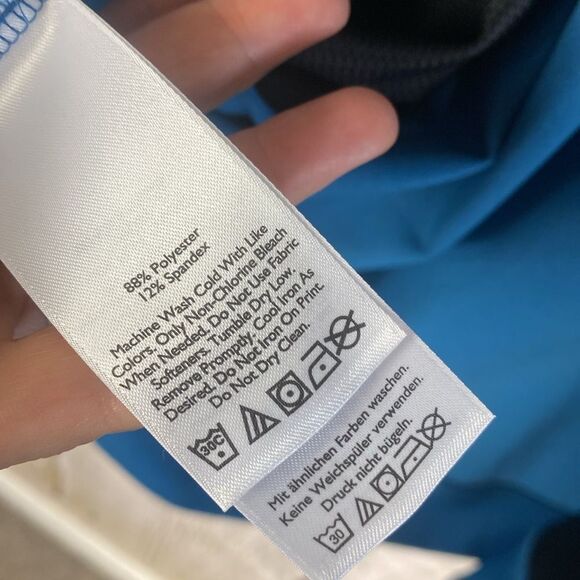 88% Polyester
12% Spandex
Machine Wash Cold With Like
Colors. Only Non-Chlorine Bleach
When Needed. Do Not Use Fabric
Softeners. Tumble Dry Low.
Remove Promptly. Cool Iron As
Desired. Do Not Iron On Print.
Do Not Dry Clean.
30C
Mit ähnlichen Farben waschen.
Keine Weichspüler verwenden.
Druck nicht bügeln.
30